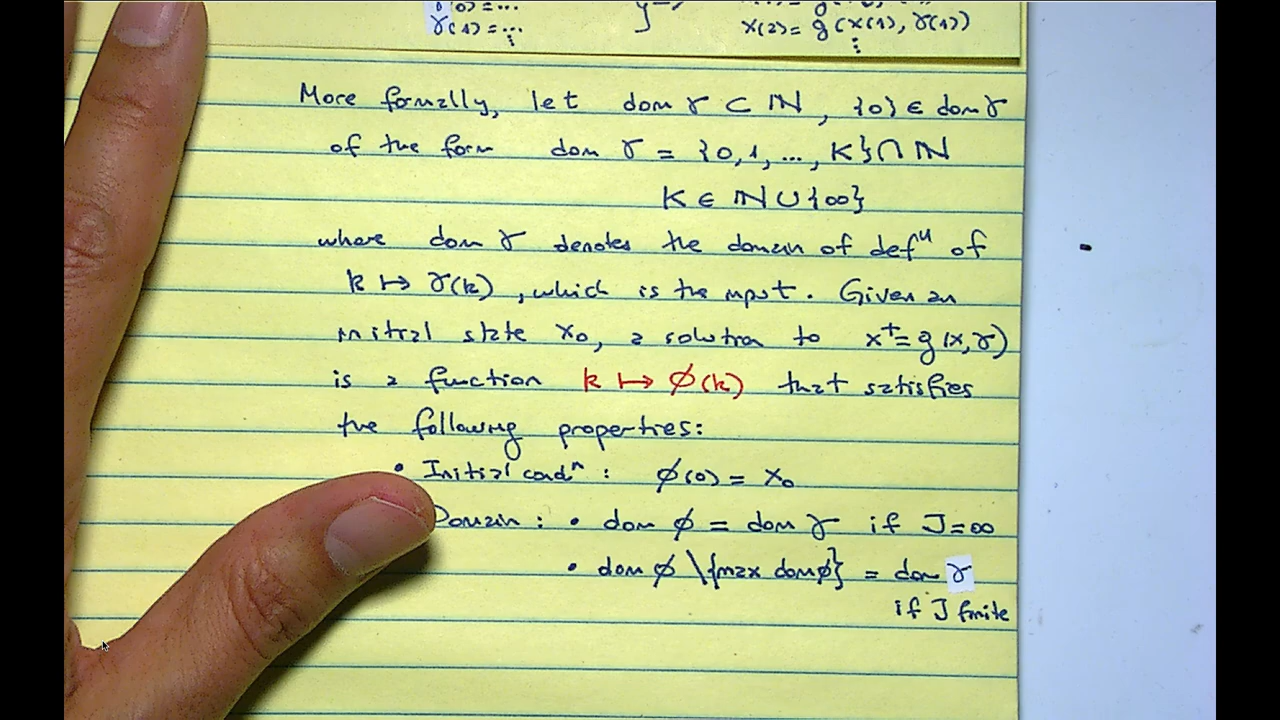 γ(0)=...
γ(1)=...
⋮
x(2)= g(x(1), γ(1))
⋮
More formally, let dom γ ⊂ ℕ, {0} ∈ dom γ
of the form dom γ = {0,1,...,K}∩ℕ
K ∈ ℕ∪{∞}
where dom γ denotes the domain of defⁿ of
k ↦ γ(k), which is the input. Given an
initial state x₀, a solution to x⁺= g(x,γ)
is a function k ↦ φ(k) that satisfies
the following properties:
• Initial condⁿ: φ(0) = x₀
Domain: • dom φ = dom γ if J=∞
• dom φ \{max dom φ} = dom γ
if J finite